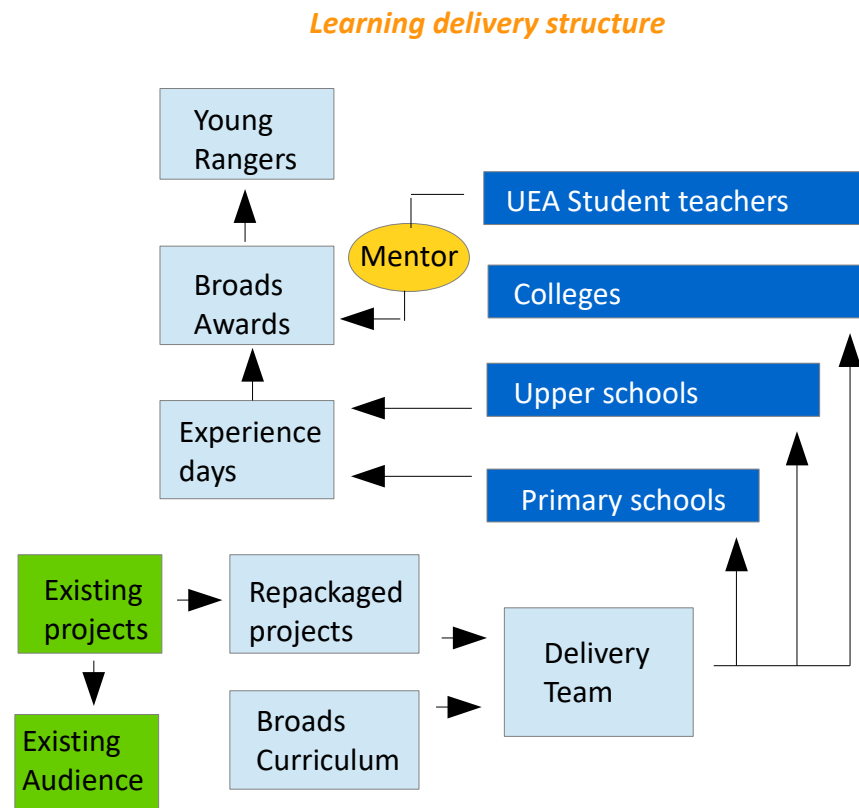 Learning delivery structure
Young
Rangers
UEA Student teachers
Mentor
Broads
Awards
Colleges
Upper schools
Experience
days
Primary schools
Existing
projects
Repackaged
projects
Delivery
Team
Broads
Curriculum
Existing
Audience